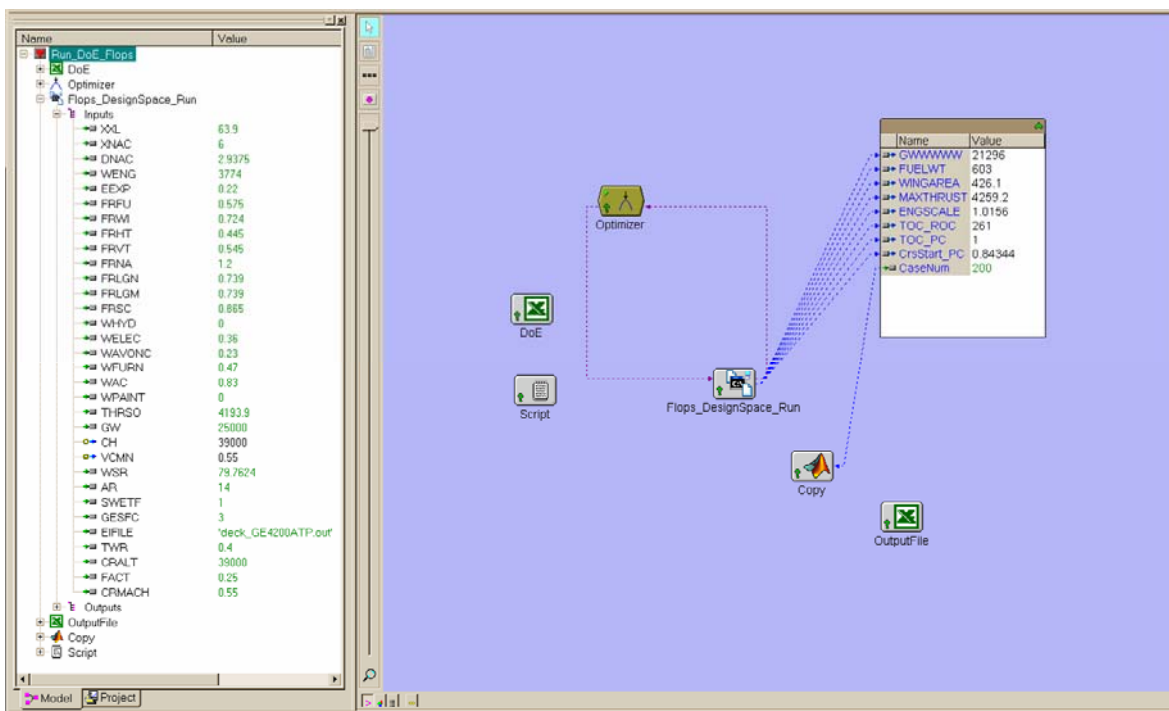 Name Value
Run_DoE_Flops
DoE
Optimizer
Flops_DesignSpace_Run
Inputs
XXL 63.9
XNAC 6
DNAC 2.9375
WENG 3774
EEXP 0.22
FRFU 0.575
FRWI 0.724
FRHT 0.445
FRVT 0.545
FRNA 1.2
FRLGN 0.739
FRLGM 0.739
FRSC 0.865
WHYD 0
WELEC 0.36
WAVONC 0.23
WFURN 0.47
WAC 0.83
WPAINT 0
THRSO 4193.9
GW 25000
CH 39000
VCMN 0.55
WSR 79.7624
AR 14
SWETF 1
GESFC 3
EIFILE 'deck_GE4200ATP.out'
TWR 0.4
CRALT 39000
FACT 0.25
CRMACH 0.55
Outputs
OutputFile
Copy
Script
Model Project
Optimizer
DoE
Script
Flops_DesignSpace_Run
Copy
OutputFile
Name Value
GWWWWW 21296
FUELWT 603
WINGAREA 426.1
MAXTHRUST 4259.2
ENGSCALE 1.0156
TOC_ROC 261
TOC_PC 1
CrsStart_PC 0.84344
CaseNum 200